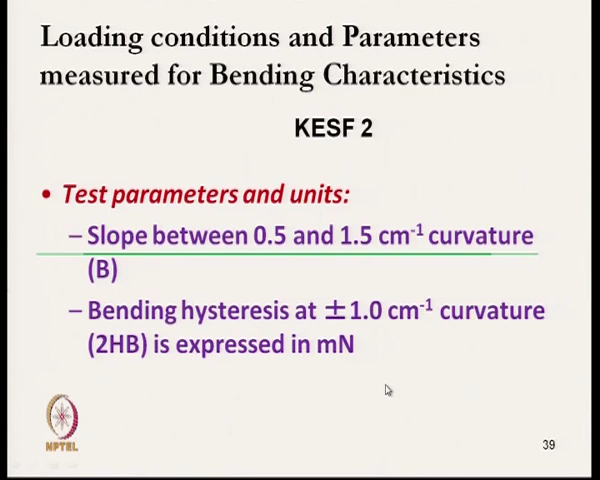 Loading conditions and Parameters
measured for Bending Characteristics
KESF 2
• Test parameters and units:
– Slope between 0.5 and 1.5 cm⁻¹ curvature
(B)
– Bending hysteresis at ±1.0 cm⁻¹ curvature
(2HB) is expressed in mN
NPTEL
39